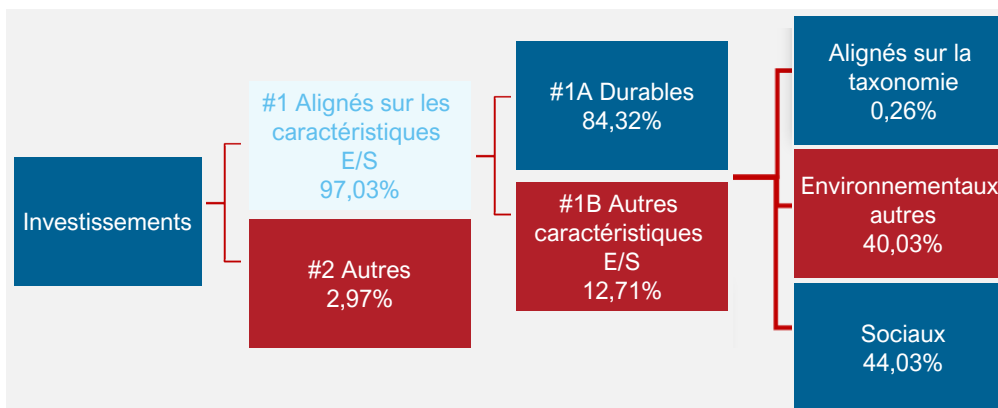 Investissements
#1 Alignés sur les
caractéristiques
E/S
97,03%
#2 Autres
2,97%
#1A Durables
84,32%
#1B Autres
caractéristiques
E/S
12,71%
Alignés sur la
taxonomie
0,26%
Environnementaux
autres
40,03%
Sociaux
44,03%